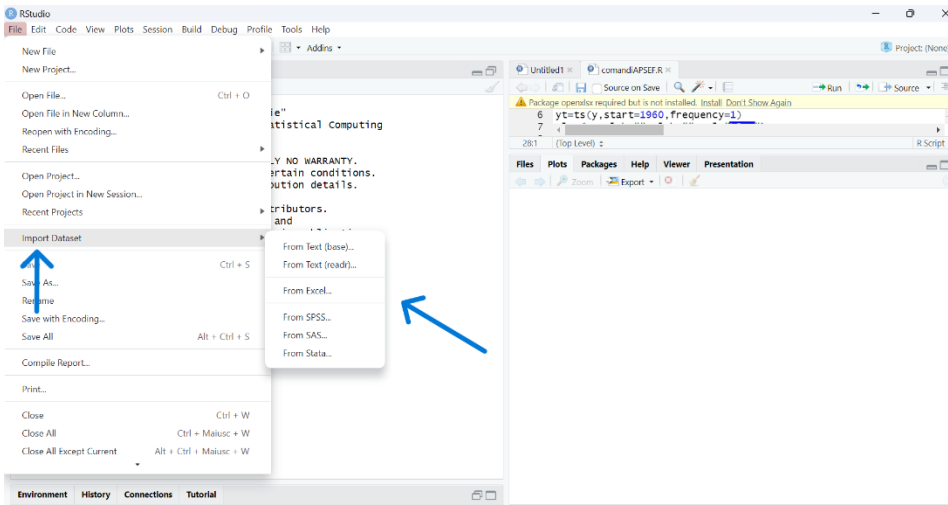 RStudio
File Edit Code View Plots Session Build Debug Profile Tools Help
Addins
Project: (None
New File
New Project...
Open File... Ctrl + O
Open File in New Column...
Reopen with Encoding...
Recent Files
Open Project...
Open Project in New Session...
Recent Projects
Import Dataset
Ctrl + S
Save As...
Rename
Save with Encoding...
Save All Alt + Ctrl + S
Compile Report...
Print...
Close Ctrl + W
Close All Ctrl + Maiusc + W
Close All Except Current Alt + Ctrl + Maiusc + W
From Text (base)...
From Text (readr)...
From Excel...
From SPSS...
From SAS...
From Stata...
ie"
atistical Computing
LY NO WARRANTY.
ertain conditions.
bution details.
tributors.
and
Untitled1 comandiAPSEF.R
Source on Save Run Source
Package openxlsx required but is not installed. Install Don't Show Again
6 yt=ts(y,start=1960,frequency=1)
7
28:1 (Top Level) R Script
Files Plots Packages Help Viewer Presentation
Zoom Export
Environment History Connections Tutorial